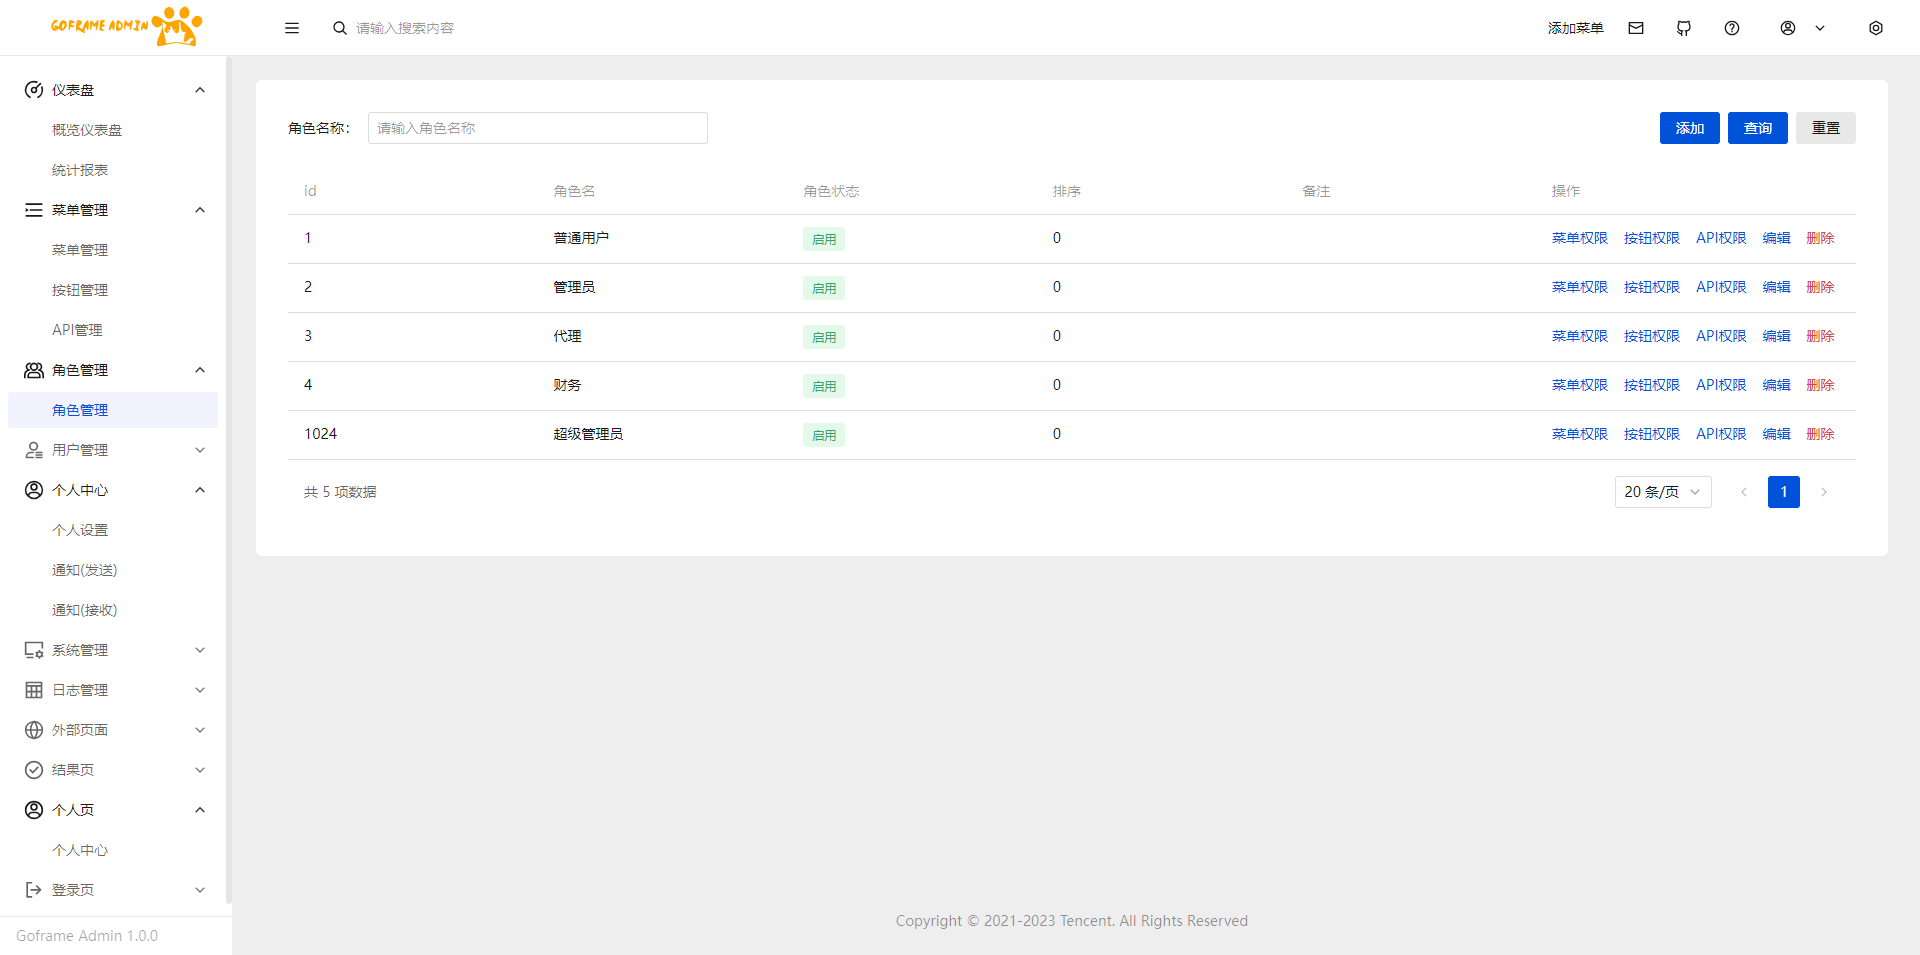 GOFRAME ADMIN
请输入搜索内容
添加菜单
仪表盘
概览仪表盘
统计报表
菜单管理
菜单管理
按钮管理
API管理
角色管理
角色管理
用户管理
个人中心
个人设置
通知(发送)
通知(接收)
系统管理
日志管理
外部页面
结果页
个人页
个人中心
登录页
Goframe Admin 1.0.0
角色名称： 请输入角色名称 添加 查询 重置
id 角色名 角色状态 排序 备注 操作
1 普通用户 启用 0 菜单权限 按钮权限 API权限 编辑 删除
2 管理员 启用 0 菜单权限 按钮权限 API权限 编辑 删除
3 代理 启用 0 菜单权限 按钮权限 API权限 编辑 删除
4 财务 启用 0 菜单权限 按钮权限 API权限 编辑 删除
1024 超级管理员 启用 0 菜单权限 按钮权限 API权限 编辑 删除
共 5 项数据 20 条/页 1
Copyright © 2021-2023 Tencent. All Rights Reserved